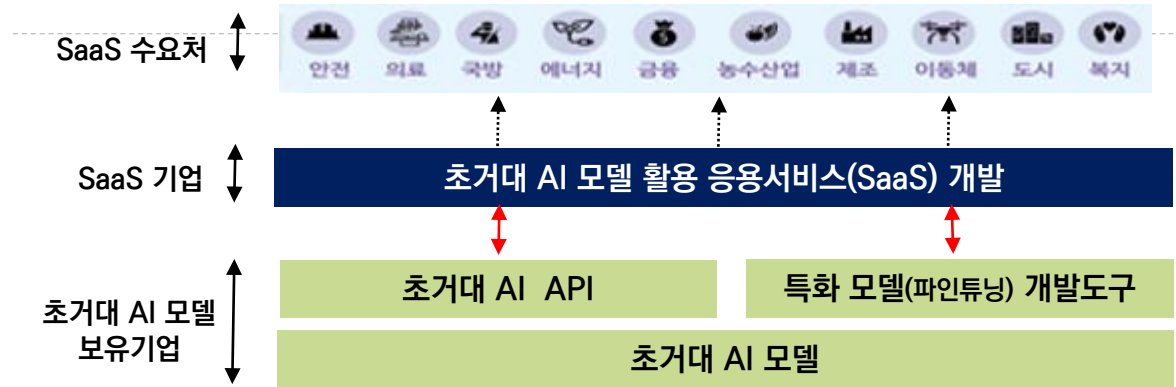 SaaS 수요처
안전 의료 국방 에너지 금융 농수산업 제조 이동체 도시 복지
SaaS 기업
초거대 AI 모델 활용 응용서비스(SaaS) 개발
초거대 AI API
특화 모델(파인튜닝) 개발도구
초거대 AI 모델
보유기업
초거대 AI 모델